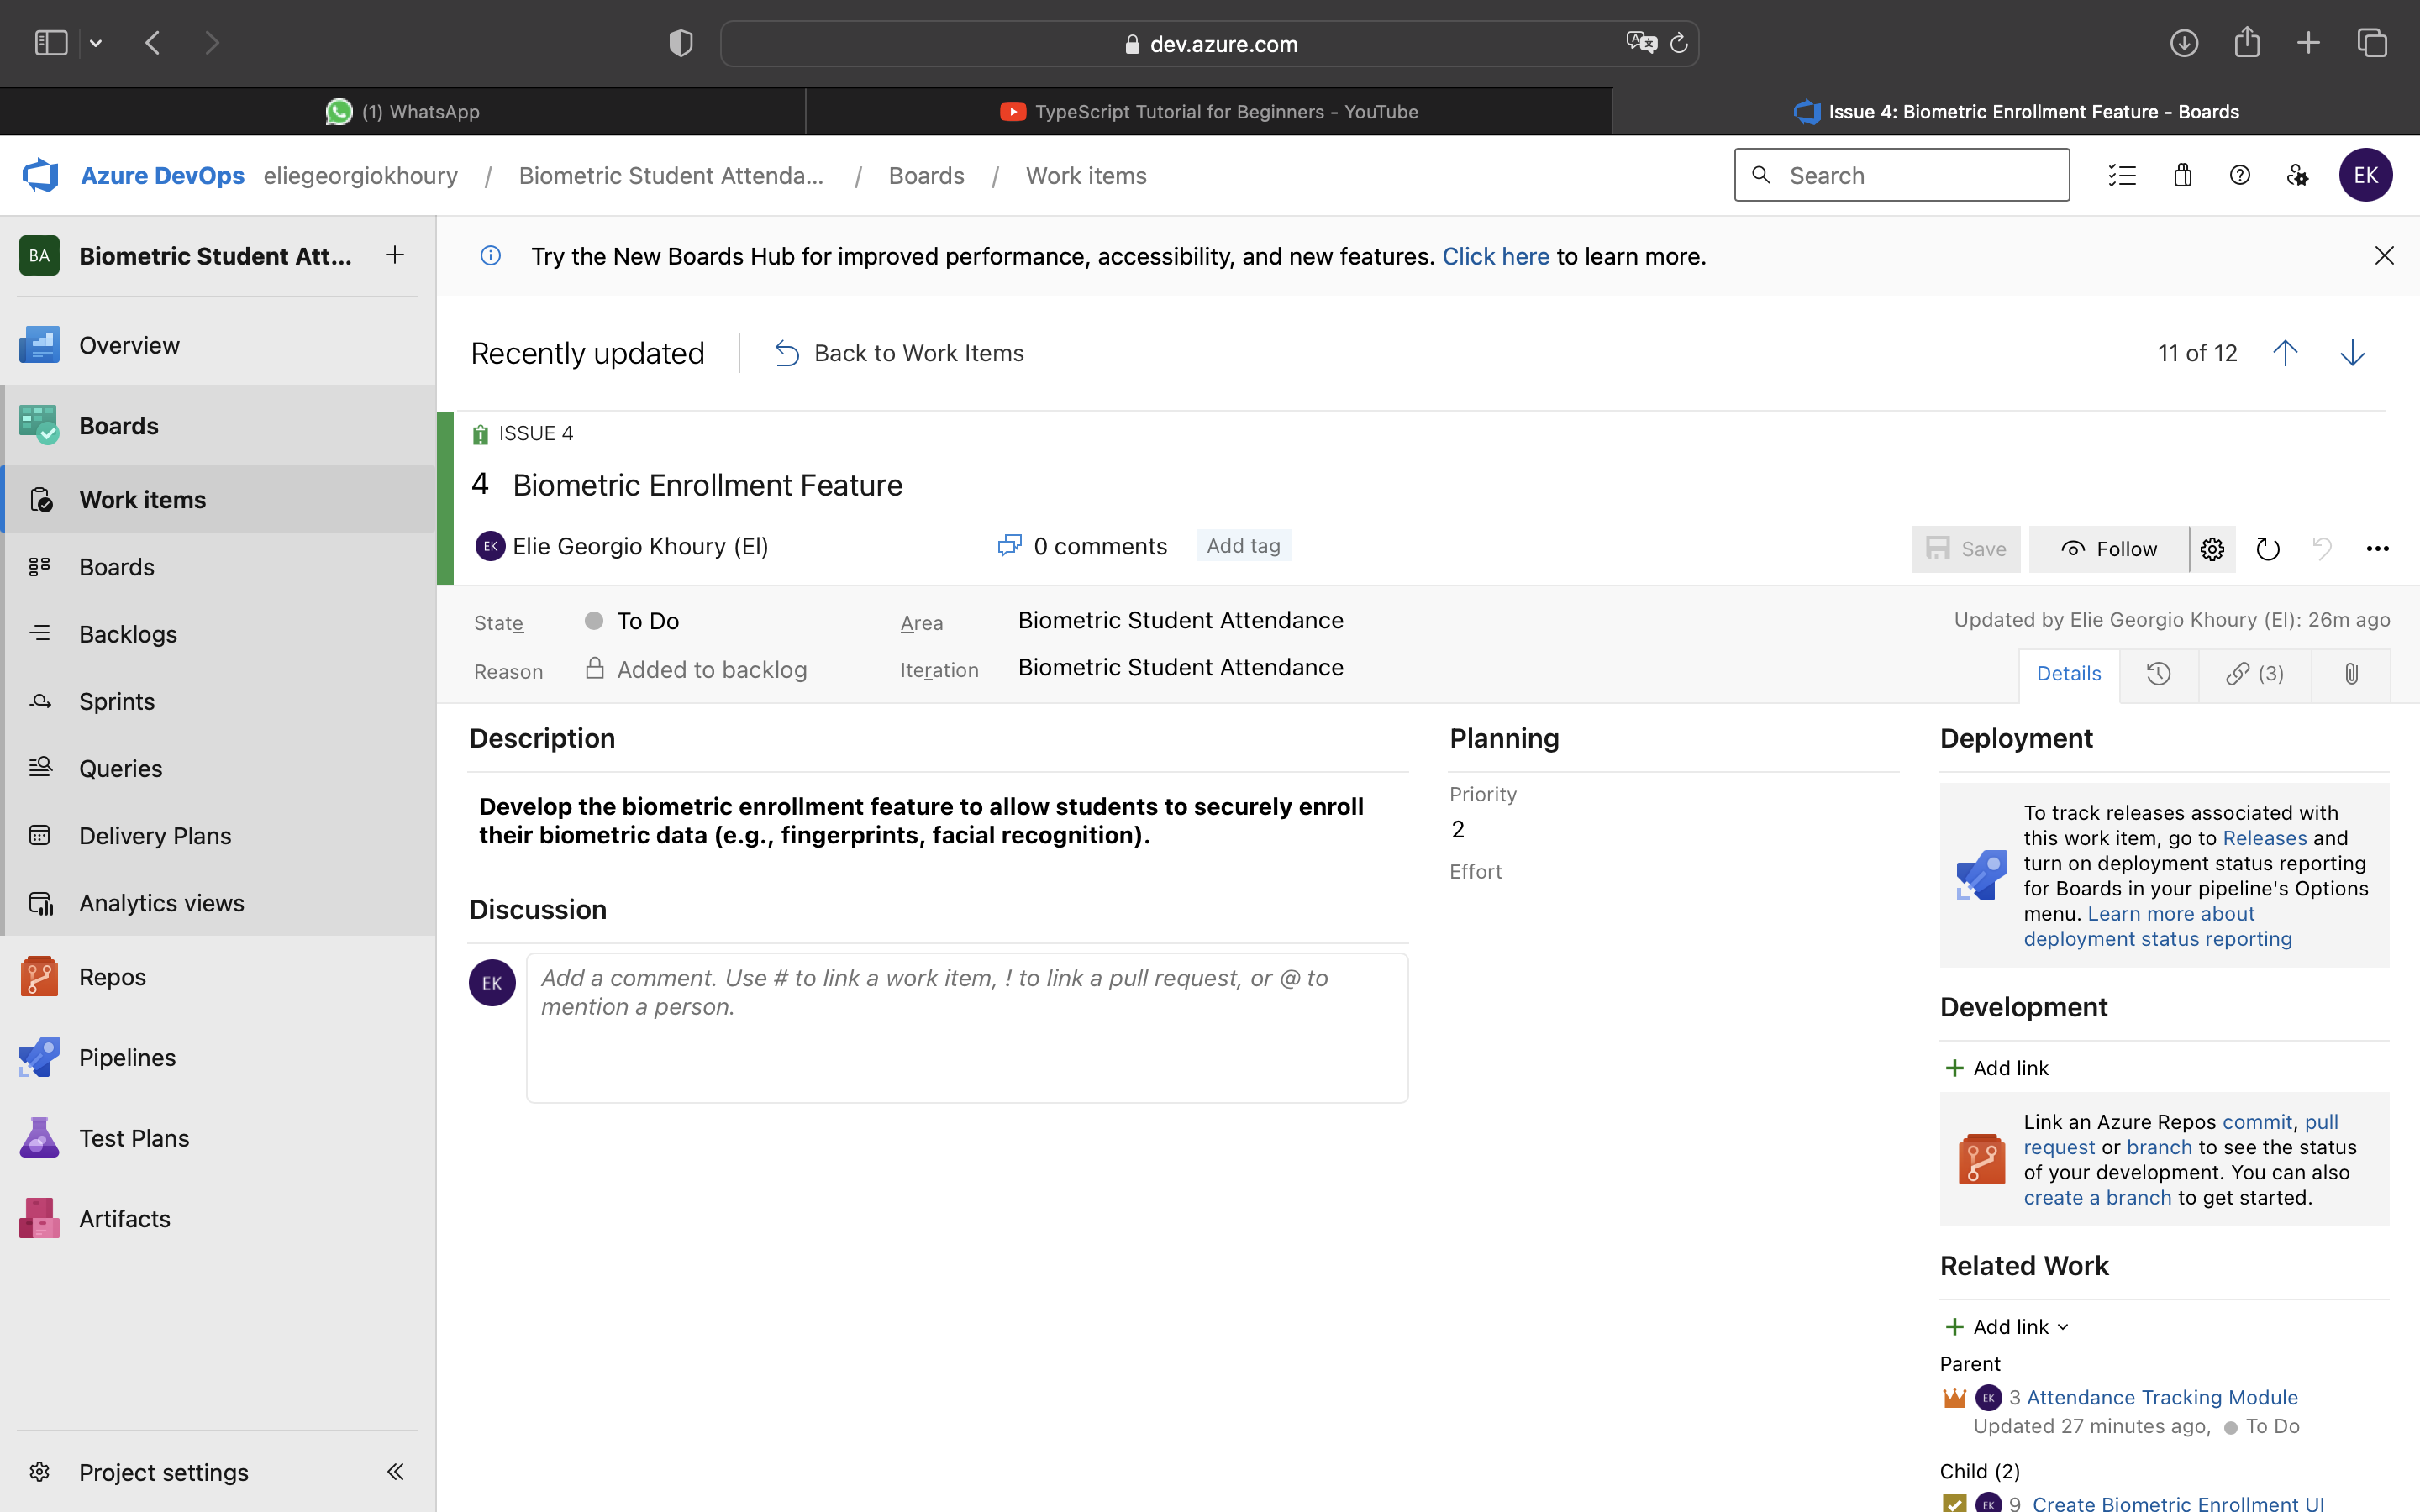 dev.azure.com
(1) WhatsApp
TypeScript Tutorial for Beginners - YouTube
Issue 4: Biometric Enrollment Feature - Boards
Azure DevOps eliegeorgiokhoury / Biometric Student Attenda... / Boards / Work items
Search
EK
BA Biometric Student Att...
Overview
Boards
Work items
Boards
Backlogs
Sprints
Queries
Delivery Plans
Analytics views
Repos
Pipelines
Test Plans
Artifacts
Project settings
Try the New Boards Hub for improved performance, accessibility, and new features. Click here to learn more.
Recently updated
Back to Work Items
11 of 12
ISSUE 4
4 Biometric Enrollment Feature
EK Elie Georgio Khoury (El)
0 comments
Add tag
Save
Follow
State To Do
Area Biometric Student Attendance
Updated by Elie Georgio Khoury (El): 26m ago
Reason Added to backlog
Iteration Biometric Student Attendance
Details
(3)
Description
Develop the biometric enrollment feature to allow students to securely enroll
their biometric data (e.g., fingerprints, facial recognition).
Discussion
EK
Add a comment. Use # to link a work item, ! to link a pull request, or @ to
mention a person.
Planning
Priority
2
Effort
Deployment
To track releases associated with
this work item, go to Releases and
turn on deployment status reporting
for Boards in your pipeline's Options
menu. Learn more about
deployment status reporting
Development
+ Add link
Link an Azure Repos commit, pull
request or branch to see the status
of your development. You can also
create a branch to get started.
Related Work
+ Add link
Parent
EK 3 Attendance Tracking Module
Updated 27 minutes ago, To Do
Child (2)
EK 9 Create Biometric Enrollment UI